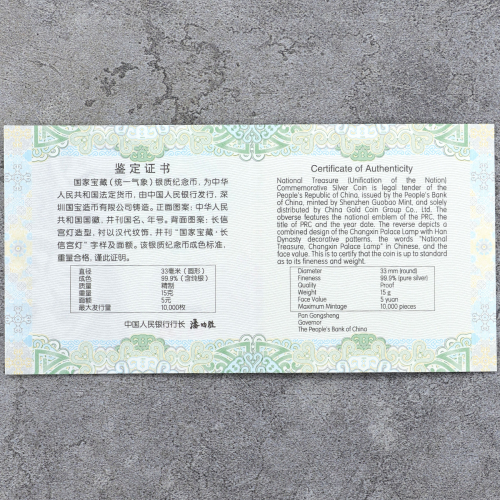 鉴定证书
国家宝藏（统一气象）银质纪念币，为中华
人民共和国法定货币，由中国人民银行发行，深
圳国宝造币有限公司铸造。正面图案：中华人民
共和国国徽，并刊国名、年号。背面图案：长信
宫灯造型，衬以汉代纹饰，并刊“国家宝藏·长
信宫灯”字样及面额。该银质纪念币成色标准，
重量合格，谨此证明。
直径 33毫米（圆形）
成色 99.9%（含纯银）
质量 精制
重量 15克
面额 5元
最大发行量 10,000枚
中国人民银行行长 潘功胜
Certificate of Authenticity
National Treasure (Unification of the Nation)
Commemorative Silver Coin is legal tender of the
People's Republic of China, issued by the People's Bank
of China, minted by Shenzhen Guobao Mint, and solely
distributed by China Gold Coin Group Co., Ltd. The
obverse features the national emblem of the PRC, the
title of PRC and the year date. The reverse depicts a
combined design of the Changxin Palace Lamp with Han
Dynasty decorative patterns, the words "National
Treasure, Changxin Palace Lamp" in Chinese, and the
face value. This is to certify that the coin is up to standard
as to its fineness and weight.
Diameter 33 mm (round)
Fineness 99.9% (pure silver)
Quality Proof
Weight 15 g
Face Value 5 yuan
Maximum Mintage 10,000 pieces
Pan Gongsheng
Governor
The People's Bank of China